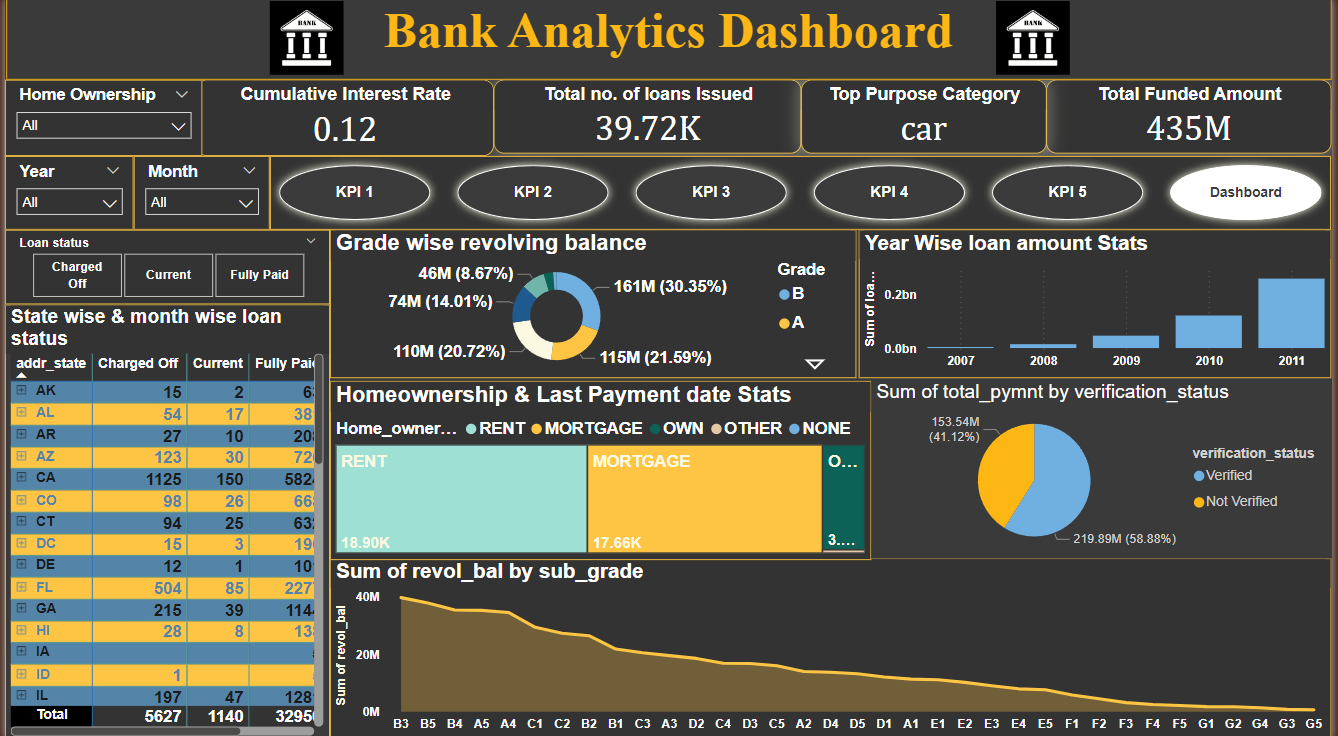 BANK
Bank Analytics Dashboard
BANK
Home Ownership
All
Cumulative Interest Rate
0.12
Total no. of loans Issued
39.72K
Top Purpose Category
car
Total Funded Amount
435M
Year
All
Month
All
KPI 1
KPI 2
KPI 3
KPI 4
KPI 5
Dashboard
Loan status
Charged
Off
Current
Fully Paid
State wise & month wise loan
status
addr_state Charged Off Current Fully
AK 15 2
AL 54 17
AR 27 10
AZ 123 30
CA 1125 150
CO 98 26
CT 94 25
DC 15 3
DE 12 1
FL 504 85
GA 215 39
HI 28 8
IA
ID 1
IL 197 47
Total 5627 1140
Grade wise revolving balance
46M (8.67%)
74M (14.01%)
110M (20.72%)
161M (30.35%)
115M (21.59%)
Grade
B
A
Year Wise loan amount Stats
Sum of loa...
0.2bn
0.0bn
2007 2008 2009 2010 2011
Homeownership & Last Payment date Stats
Home_owner... RENT MORTGAGE OWN OTHER NONE
RENT
18.90K
MORTGAGE
17.66K
O...
3....
Sum of total_pymnt by verification_status
153.54M
(41.12%)
219.89M (58.88%)
verification_status
Verified
Not Verified
Sum of revol_bal by sub_grade
Sum of revol_bal
40M
20M
0M
B3 B5 B4 A5 A4 C1 C2 B2 B1 C3 A3 D2 C4 D3 C5 A2 D4 D5 D1 A1 E1 E2 E3 E4 E5 F1 F2 F3 F4 F5 G1 G2 G4 G3 G5